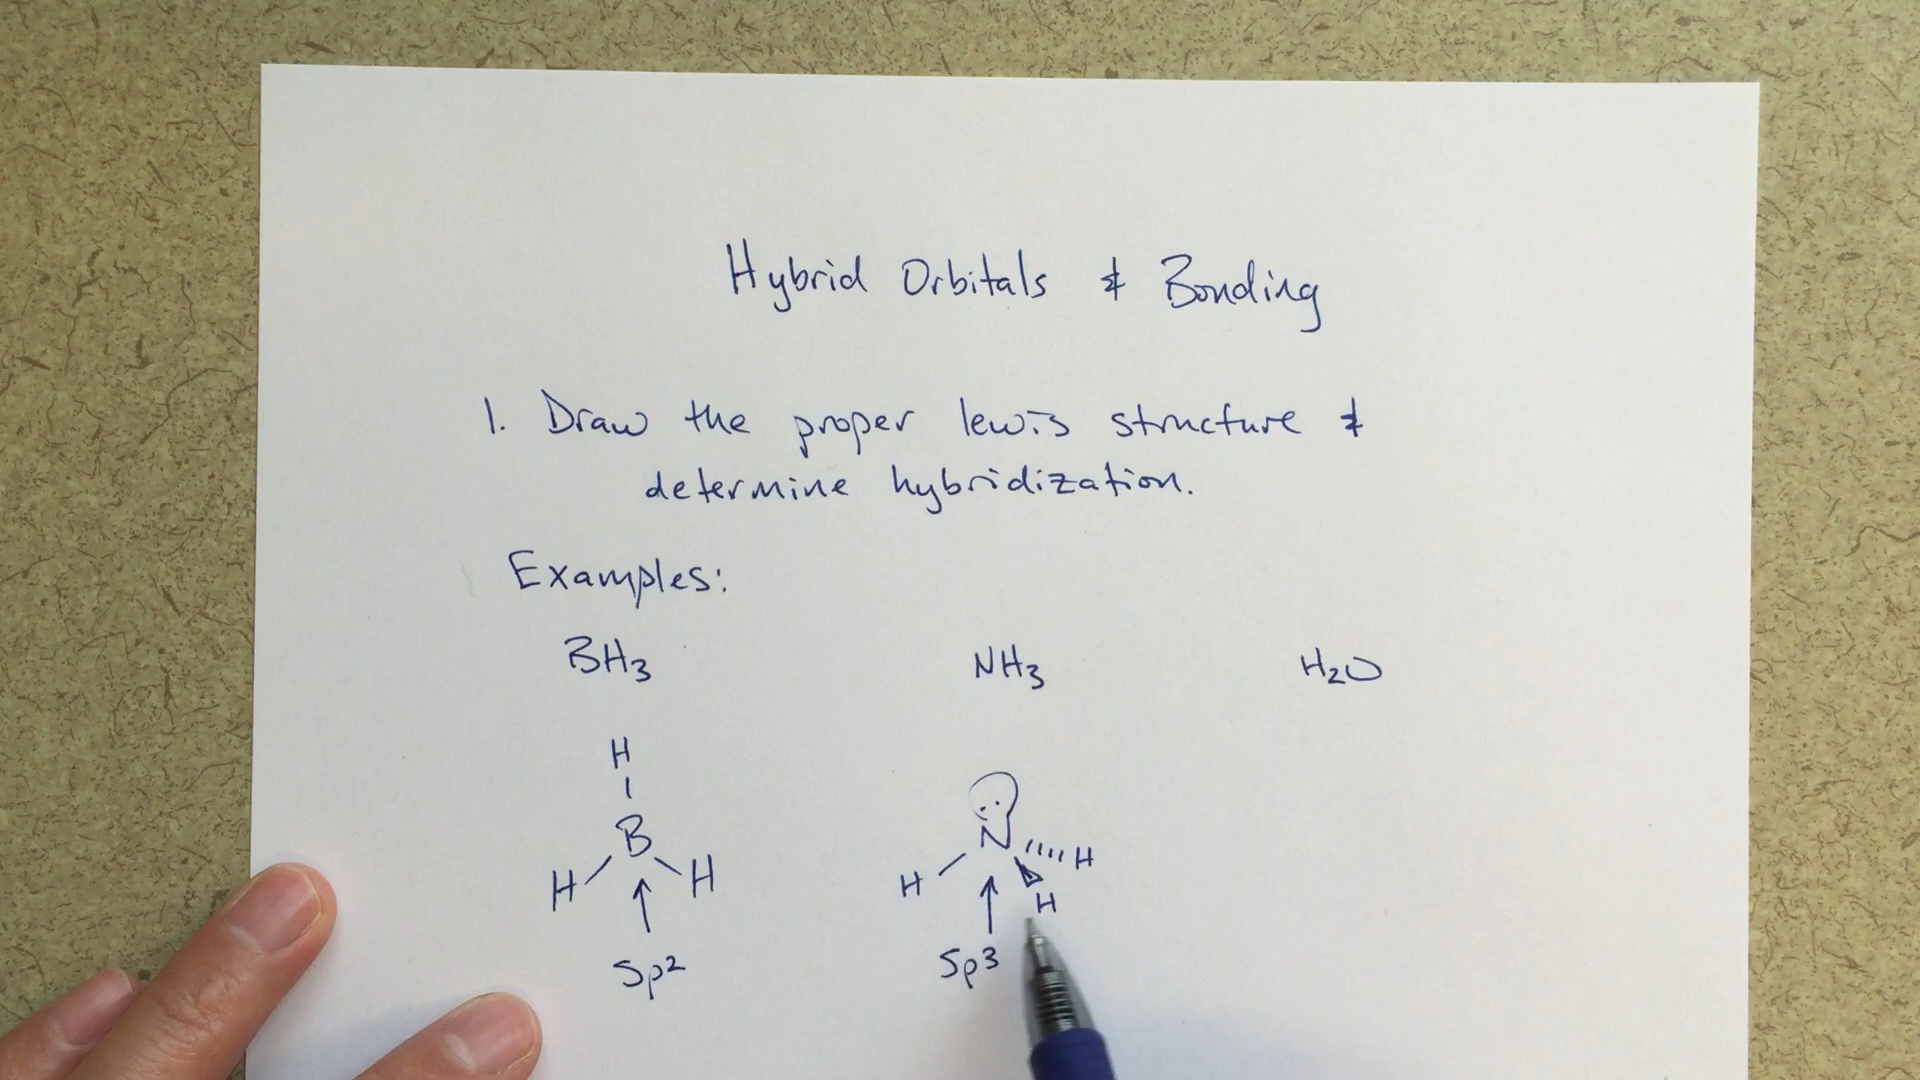 Hybrid Orbitals & Bonding
1. Draw the proper lewis structure &
determine hybridization.
Examples:
BH₃ NH₃ H₂O
H
B
H H
Sp²
N
H H
H
Sp³